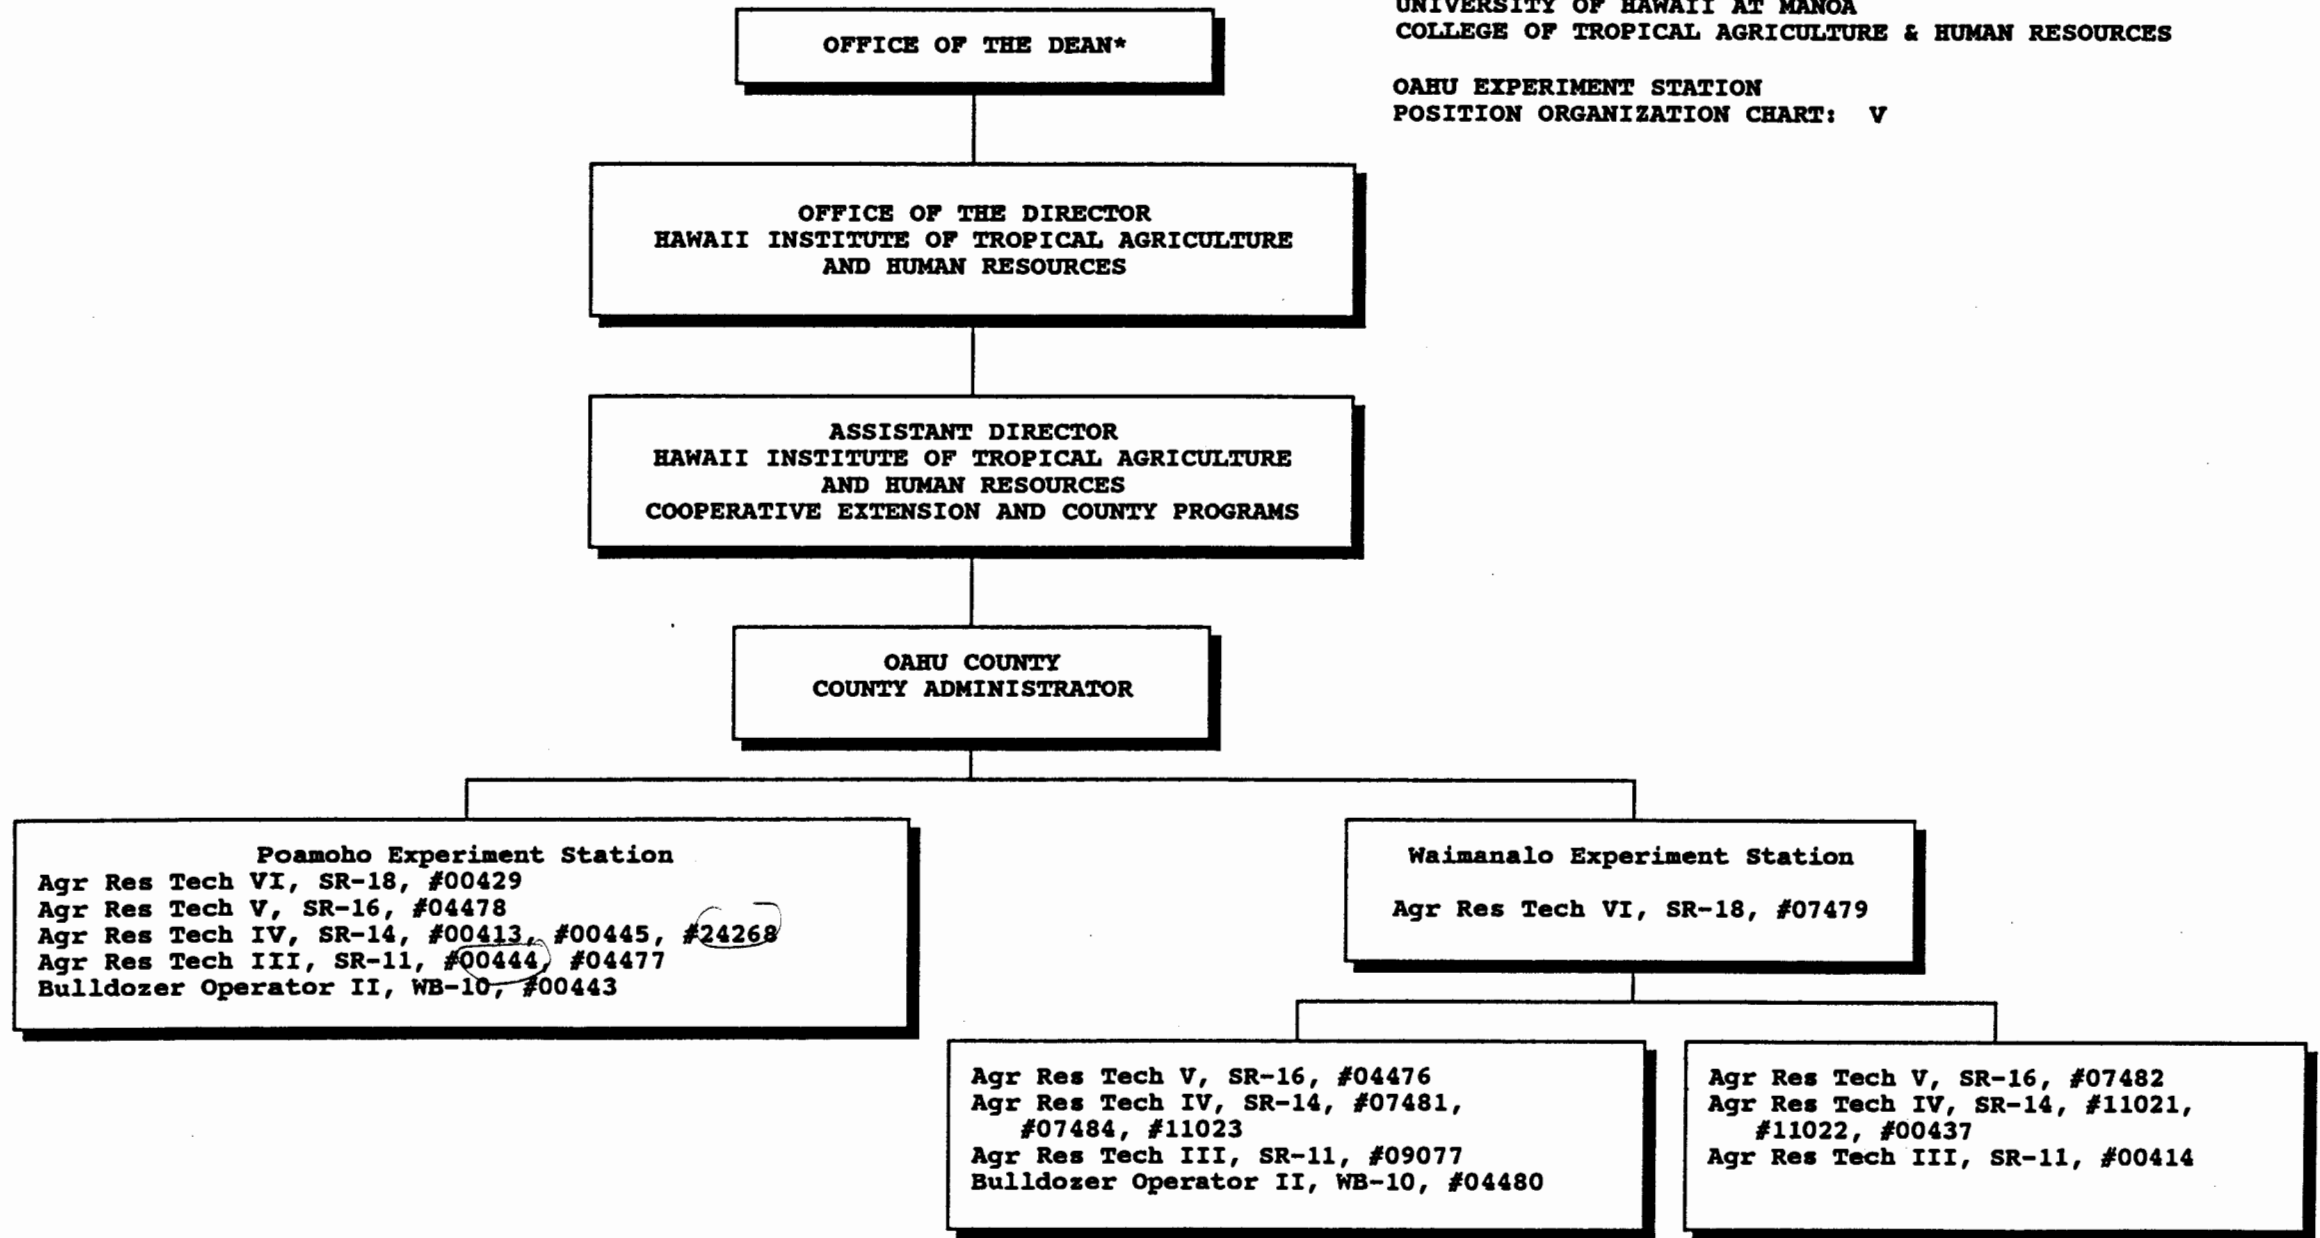 UNIVERSITY OF HAWAII AT MANOA
COLLEGE OF TROPICAL AGRICULTURE & HUMAN RESOURCES
OAHU EXPERIMENT STATION
POSITION ORGANIZATION CHART: V
OFFICE OF THE DEAN*
OFFICE OF THE DIRECTOR
HAWAII INSTITUTE OF TROPICAL AGRICULTURE
AND HUMAN RESOURCES
ASSISTANT DIRECTOR
HAWAII INSTITUTE OF TROPICAL AGRICULTURE
AND HUMAN RESOURCES
COOPERATIVE EXTENSION AND COUNTY PROGRAMS
OAHU COUNTY
COUNTY ADMINISTRATOR
Poamoho Experiment Station
Agr Res Tech VI, SR-18, #00429
Agr Res Tech V, SR-16, #04478
Agr Res Tech IV, SR-14, #00413, #00445, #24268
Agr Res Tech III, SR-11, #00444, #04477
Bulldozer Operator II, WB-10, #00443
Waimanalo Experiment Station
Agr Res Tech VI, SR-18, #07479
Agr Res Tech V, SR-16, #04476
Agr Res Tech IV, SR-14, #07481,
#07484, #11023
Agr Res Tech III, SR-11, #09077
Bulldozer Operator II, WB-10, #04480
Agr Res Tech V, SR-16, #07482
Agr Res Tech IV, SR-14, #11021,
#11022, #00437
Agr Res Tech III, SR-11, #00414